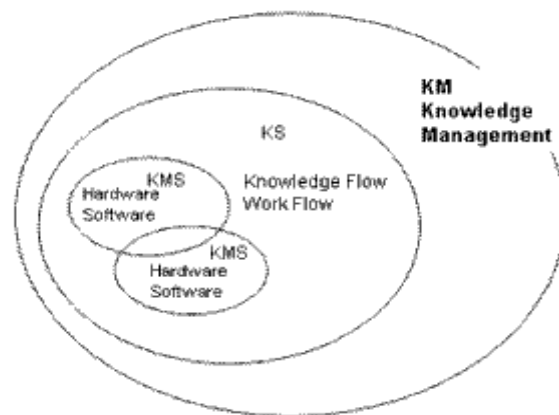 KM
Knowledge
Management
KS
Knowledge Flow
Work Flow
KMS
Hardware
Software
KMS
Hardware
Software